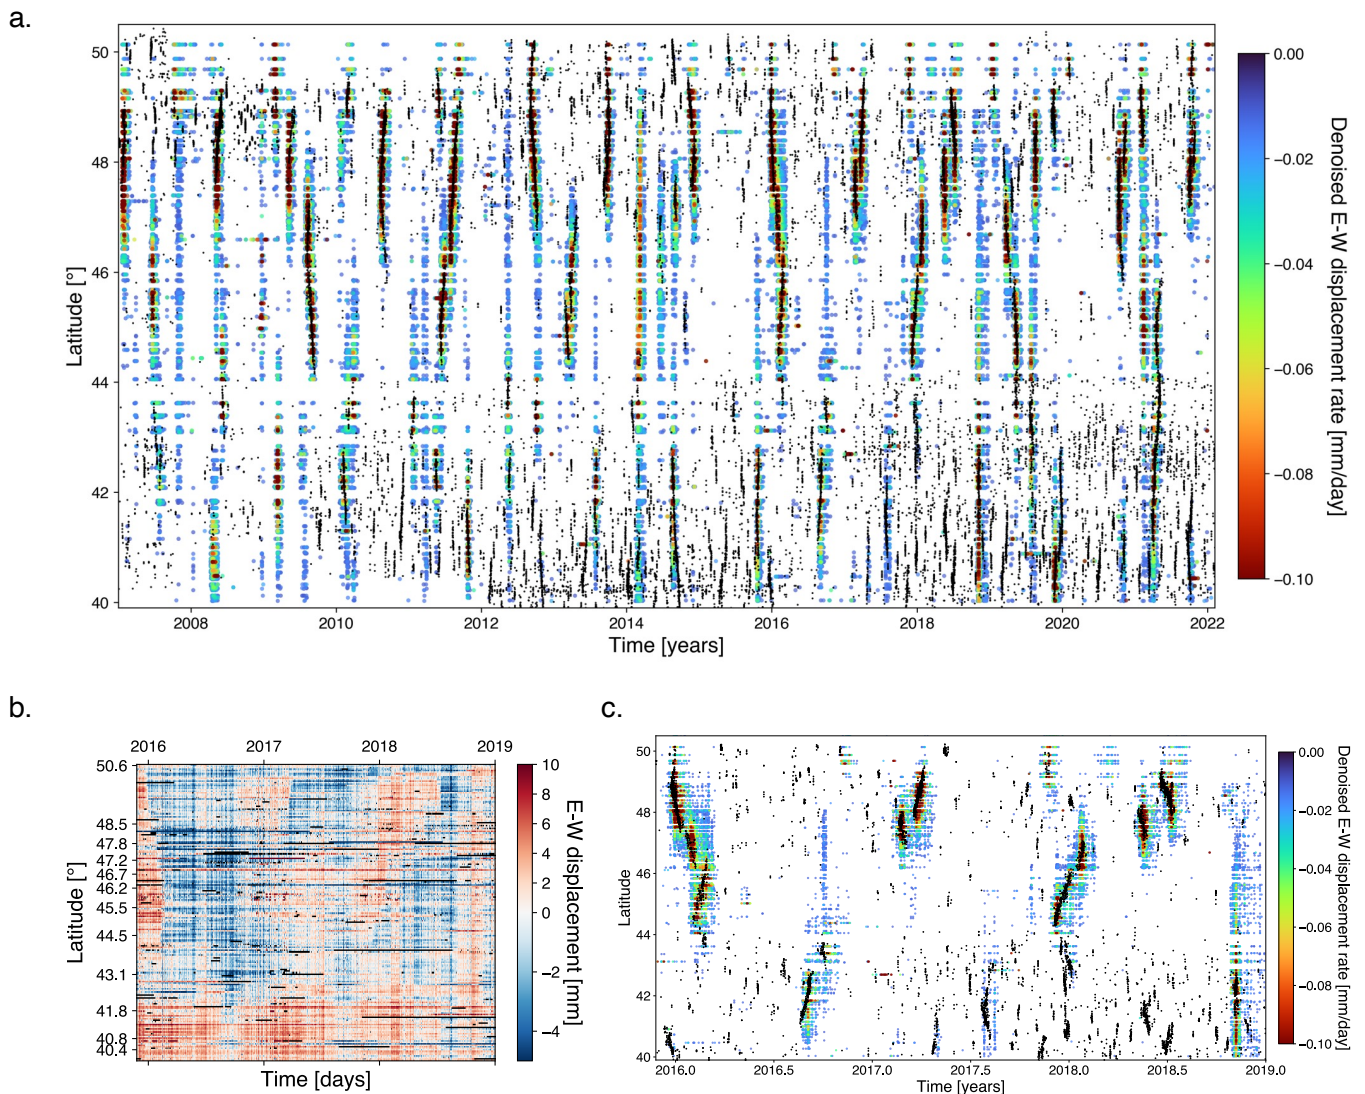 a.
50
48
46
44
42
40
Latitude [°]
2008 2010 2012 2014 2016 2018 2020 2022
Time [years]
0.00
−0.02
−0.04
−0.06
−0.08
−0.10
Denoised E-W displacement rate [mm/day]
b.
2016 2017 2018 2019
50.6
48.5
47.8
47.2
46.7
46.2
45.5
44.5
43.1
41.8
40.8
40.4
Latitude [°]
Time [days]
10
8
6
4
2
0
−2
−4
E-W displacement [mm]
c.
50
48
46
44
42
40
Latitude
2016.0 2016.5 2017.0 2017.5 2018.0 2018.5 2019.0
Time [years]
0.00
−0.02
−0.04
−0.06
−0.08
−0.10
Denoised E-W displacement rate [mm/day]